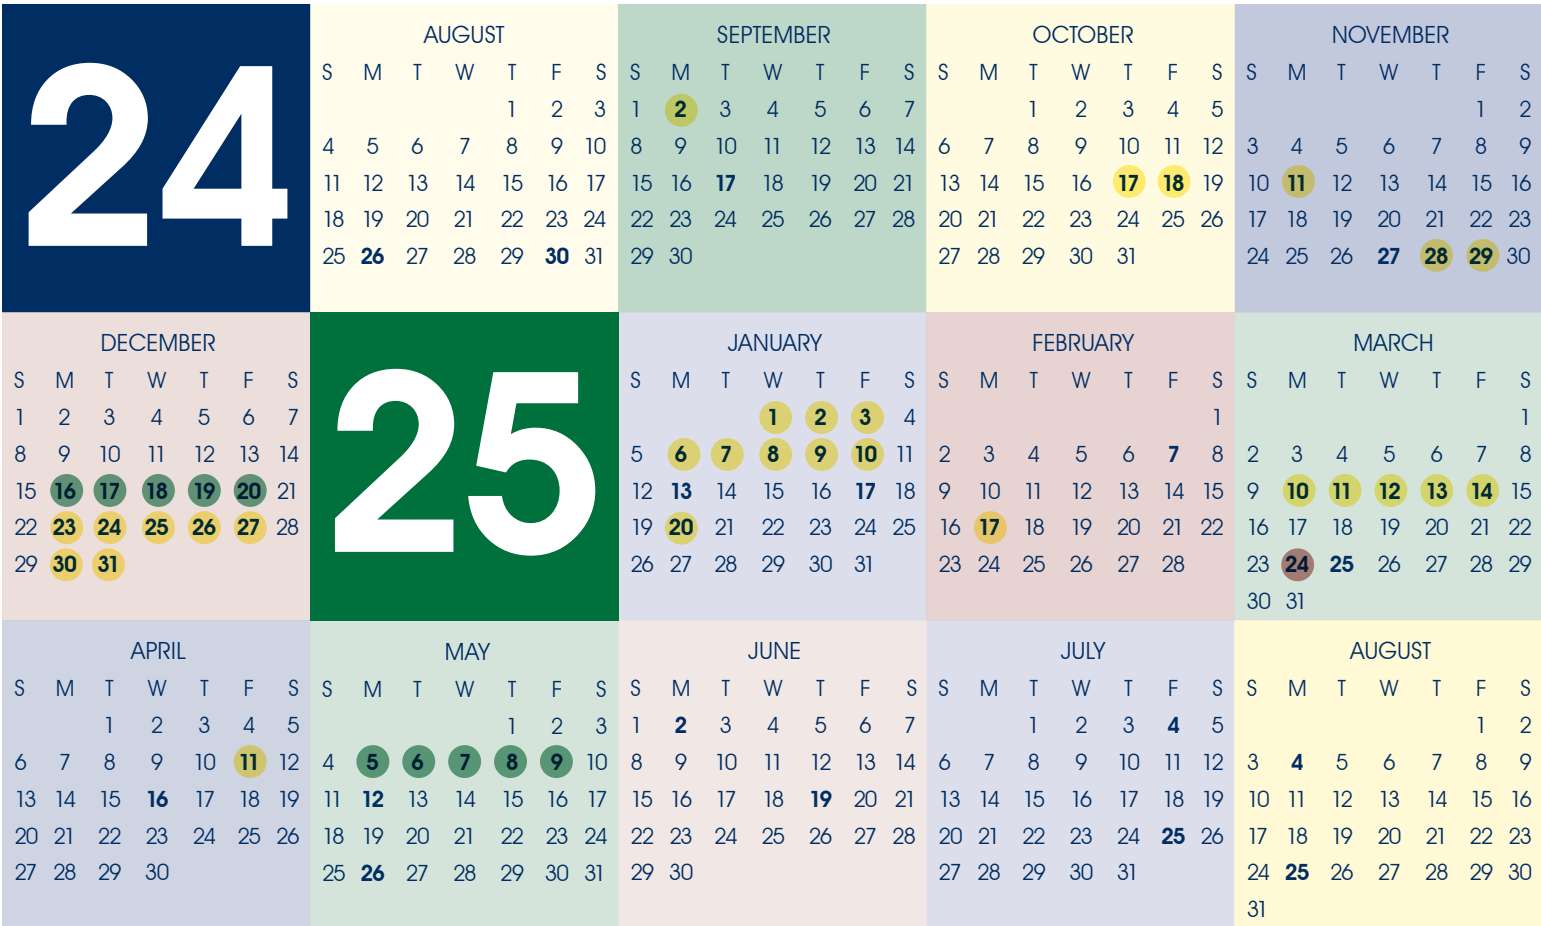 24
AUGUST
S M T W T F S
1 2 3
4 5 6 7 8 9 10
11 12 13 14 15 16 17
18 19 20 21 22 23 24
25 26 27 28 29 30 31
SEPTEMBER
S M T W T F S
1 2 3 4 5 6 7
8 9 10 11 12 13 14
15 16 17 18 19 20 21
22 23 24 25 26 27 28
29 30
OCTOBER
S M T W T F S
1 2 3 4 5
6 7 8 9 10 11 12
13 14 15 16 17 18 19
20 21 22 23 24 25 26
27 28 29 30 31
NOVEMBER
S M T W T F S
1 2
3 4 5 6 7 8 9
10 11 12 13 14 15 16
17 18 19 20 21 22 23
24 25 26 27 28 29 30
DECEMBER
S M T W T F S
1 2 3 4 5 6 7
8 9 10 11 12 13 14
15 16 17 18 19 20 21
22 23 24 25 26 27 28
29 30 31
25
JANUARY
S M T W T F S
1 2 3 4
5 6 7 8 9 10 11
12 13 14 15 16 17 18
19 20 21 22 23 24 25
26 27 28 29 30 31
FEBRUARY
S M T W T F S
1
2 3 4 5 6 7 8
9 10 11 12 13 14 15
16 17 18 19 20 21 22
23 24 25 26 27 28
MARCH
S M T W T F S
1
2 3 4 5 6 7 8
9 10 11 12 13 14 15
16 17 18 19 20 21 22
23 24 25 26 27 28 29
30 31
APRIL
S M T W T F S
1 2 3 4 5
6 7 8 9 10 11 12
13 14 15 16 17 18 19
20 21 22 23 24 25 26
27 28 29 30
MAY
S M T W T F S
1 2 3
4 5 6 7 8 9 10
11 12 13 14 15 16 17
18 19 20 21 22 23 24
25 26 27 28 29 30 31
JUNE
S M T W T F S
1 2 3 4 5 6 7
8 9 10 11 12 13 14
15 16 17 18 19 20 21
22 23 24 25 26 27 28
29 30
JULY
S M T W T F S
1 2 3 4 5
6 7 8 9 10 11 12
13 14 15 16 17 18 19
20 21 22 23 24 25 26
27 28 29 30 31
AUGUST
S M T W T F S
1 2
3 4 5 6 7 8 9
10 11 12 13 14 15 16
17 18 19 20 21 22 23
24 25 26 27 28 29 30
31